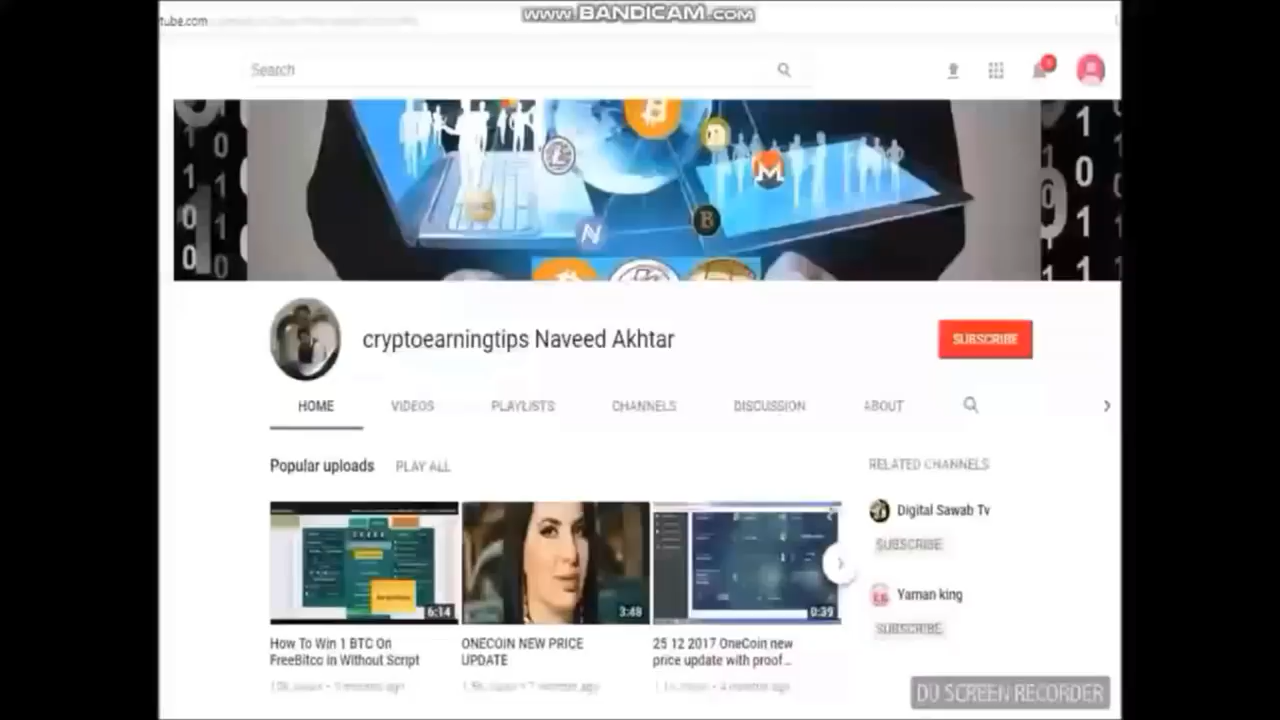 www.BANDICAM.com
tube.com
Search
cryptoearningtips Naveed Akhtar
SUBSCRIBE
HOME VIDEOS PLAYLISTS CHANNELS DISCUSSION ABOUT
Popular uploads PLAY ALL
RELATED CHANNELS
Digital Sawab Tv
SUBSCRIBE
Yaman king
SUBSCRIBE
6:14
3:48
0:39
How To Win 1 BTC On
FreeBitco in Without Script
ONECOIN NEW PRICE
UPDATE
25 12 2017 OneCoin new
price update with proof...
DU SCREEN RECORDER